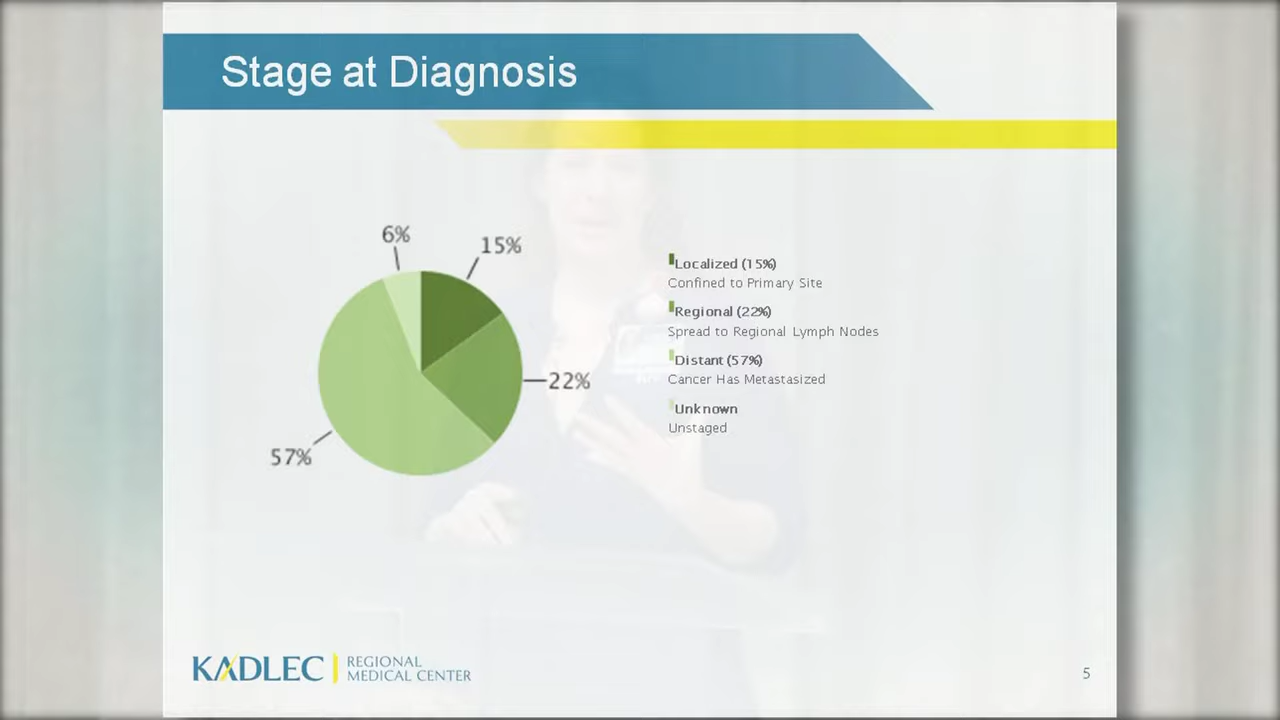 Stage at Diagnosis
6%
15%
22%
57%
Localized (15%)
Confined to Primary Site
Regional (22%)
Spread to Regional Lymph Nodes
Distant (57%)
Cancer Has Metastasized
Unknown
Unstaged
KADLEC
REGIONAL
MEDICAL CENTER
5